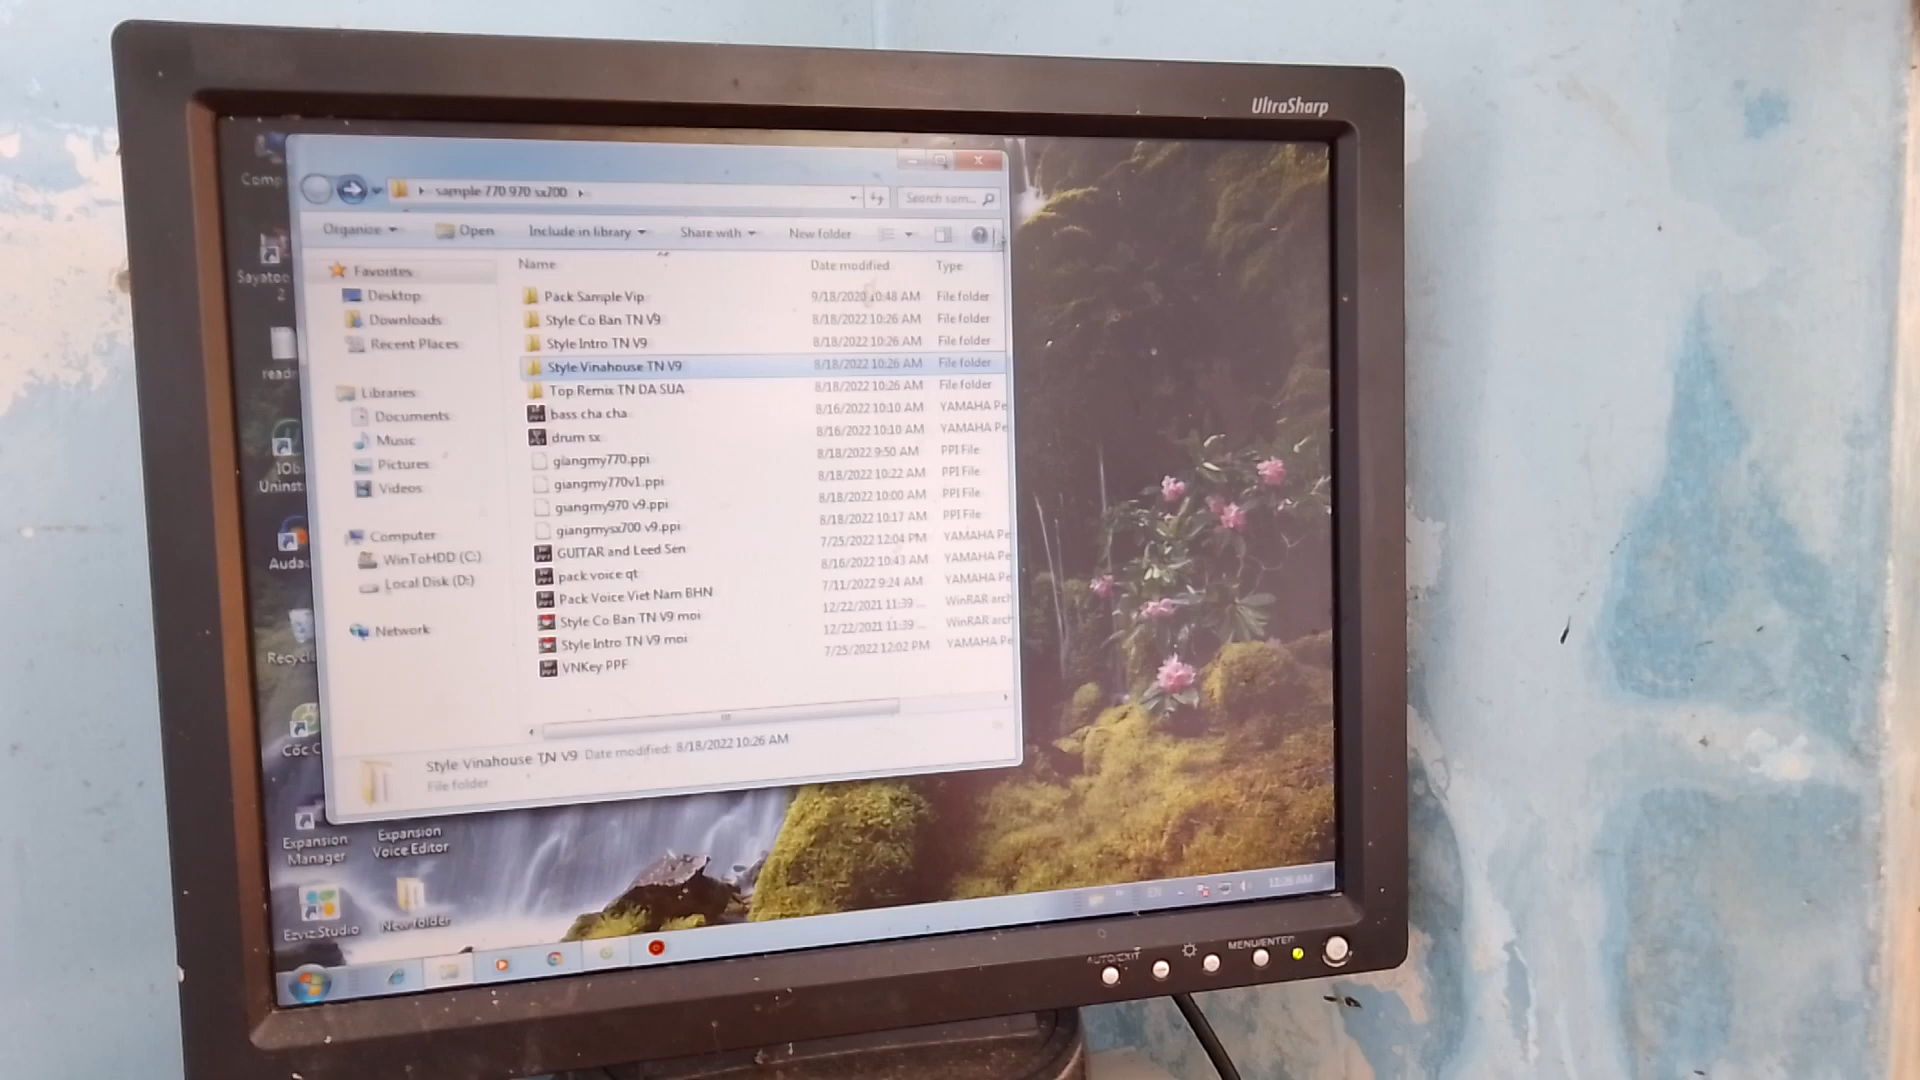 UltraSharp
Comp
sample 770 970 sx700
Search sam...
Organize Open Include in library Share with New folder
Name Date modified Type
Favorites
Desktop
Downloads
Recent Places
Libraries
Documents
Music
Pictures
Videos
Computer
WinToHDD (C:)
Local Disk (D:)
Network
Pack Sample Vip 9/18/2020 10:48 AM File folder
Style Co Ban TN V9 8/18/2022 10:26 AM File folder
Style Intro TN V9 8/18/2022 10:26 AM File folder
Style Vinahouse TN V9 8/18/2022 10:26 AM File folder
Top Remix TN DA SUA 8/18/2022 10:26 AM File folder
bass cha cha 8/16/2022 10:10 AM YAMAHA Pe
drum sx 8/16/2022 10:10 AM YAMAHA Pe
giangmy770.ppi 8/18/2022 9:50 AM PPI File
giangmy770v1.ppi 8/18/2022 10:22 AM PPI File
giangmy970 v9.ppi 8/18/2022 10:00 AM PPI File
giangmysx700 v9.ppi 8/18/2022 10:17 AM PPI File
GUITAR and Leed Sen 7/25/2022 12:04 PM YAMAHA Pe
pack voice qt 8/16/2022 10:43 AM YAMAHA Pe
Pack Voice Viet Nam BHN 7/11/2022 9:24 AM YAMAHA Pe
Style Co Ban TN V9 moi 12/22/2021 11:39 ... WinRAR arch
Style Intro TN V9 moi 12/22/2021 11:39 ... WinRAR arch
VNKey PPF 7/25/2022 12:02 PM YAMAHA Pe
Style Vinahouse TN V9 Date modified: 8/18/2022 10:26 AM
File folder
Sayatoo
2
readr
IOb
Uninst
Auda
Recycle
Cốc C
Expansion
Manager
Expansion
Voice Editor
Ezviz Studio
New folder
EN
AUTO/EXIT
MENU/ENTER